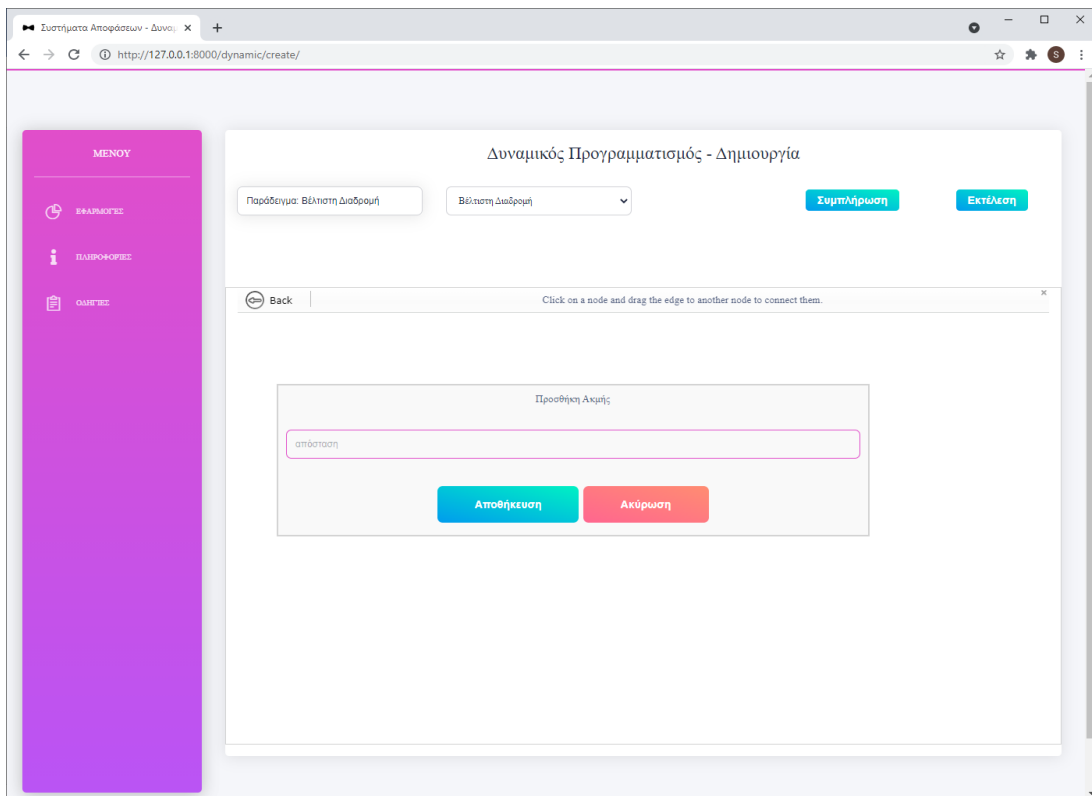 Συστήματα Αποφάσεων - Δυνα
http://127.0.0.1:8000/dynamic/create/
S
ΜΕΝΟΥ
ΕΦΑΡΜΟΓΕΣ
ΠΛΗΡΟΦΟΡΙΕΣ
ΟΔΗΓΙΕΣ
Δυναμικός Προγραμματισμός - Δημιουργία
Παράδειγμα: Βέλτιστη Διαδρομή
Βέλτιστη Διαδρομή
Συμπλήρωση
Εκτέλεση
Back
Click on a node and drag the edge to another node to connect them.
Προσθήκη Ακμής
απόσταση
Αποθήκευση
Ακύρωση